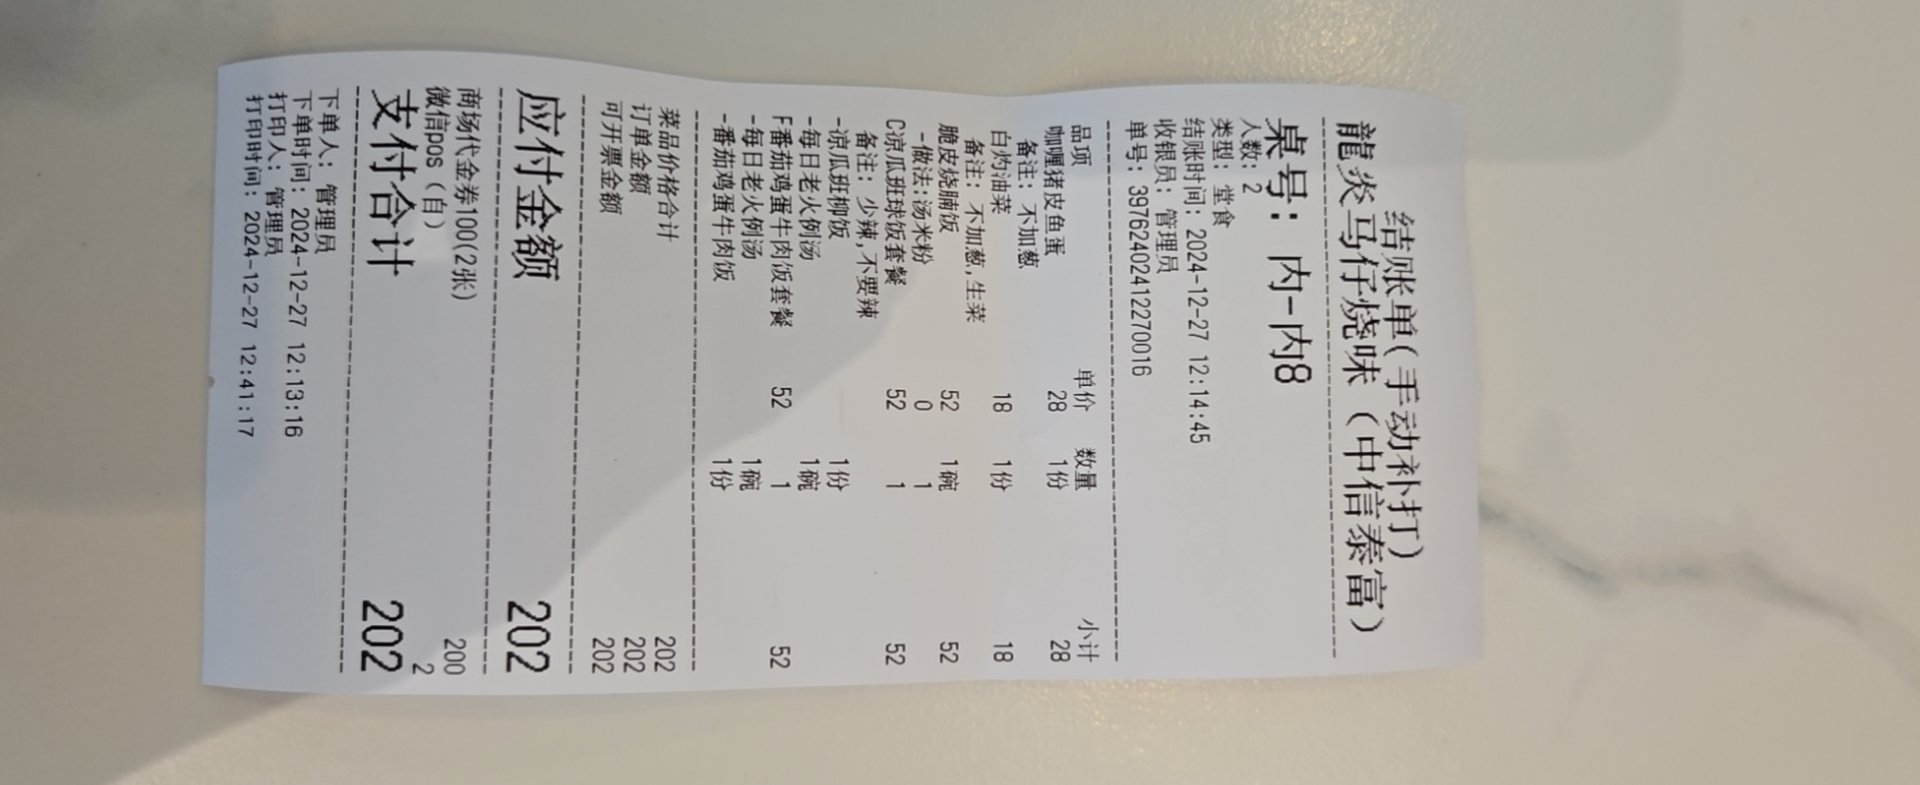 结账单(手动补打)
龍炎马仔烧味（中信泰富）
桌号：内-内8
人数：2
类型：堂食
结账时间：2024-12-27 12:14:45
收银员：管理员
单号：39762402412270016
品项 单价 数量 小计
咖喱猪皮鱼蛋 28 1份 28
备注：不加葱
白灼油菜 18 1份 18
备注：不加葱,生菜
脆皮烧腩饭 52 1碗 52
-做法:汤米粉 0 1
C凉瓜班球饭套餐 52 1 52
备注：少辣,不要辣
-凉瓜班柳饭 1份
-每日老火例汤 1碗
F番茄鸡蛋牛肉饭套餐 52 1 52
-每日老火例汤 1碗
-番茄鸡蛋牛肉饭 1份
菜品价格合计 202
订单金额 202
可开票金额 202
应付金额 202
商场代金券100(2张) 200
微信pos（自） 2
支付合计 202
下单人：管理员
下单时间：2024-12-27 12:13:16
打印人：管理员
打印时间：2024-12-27 12:41:17